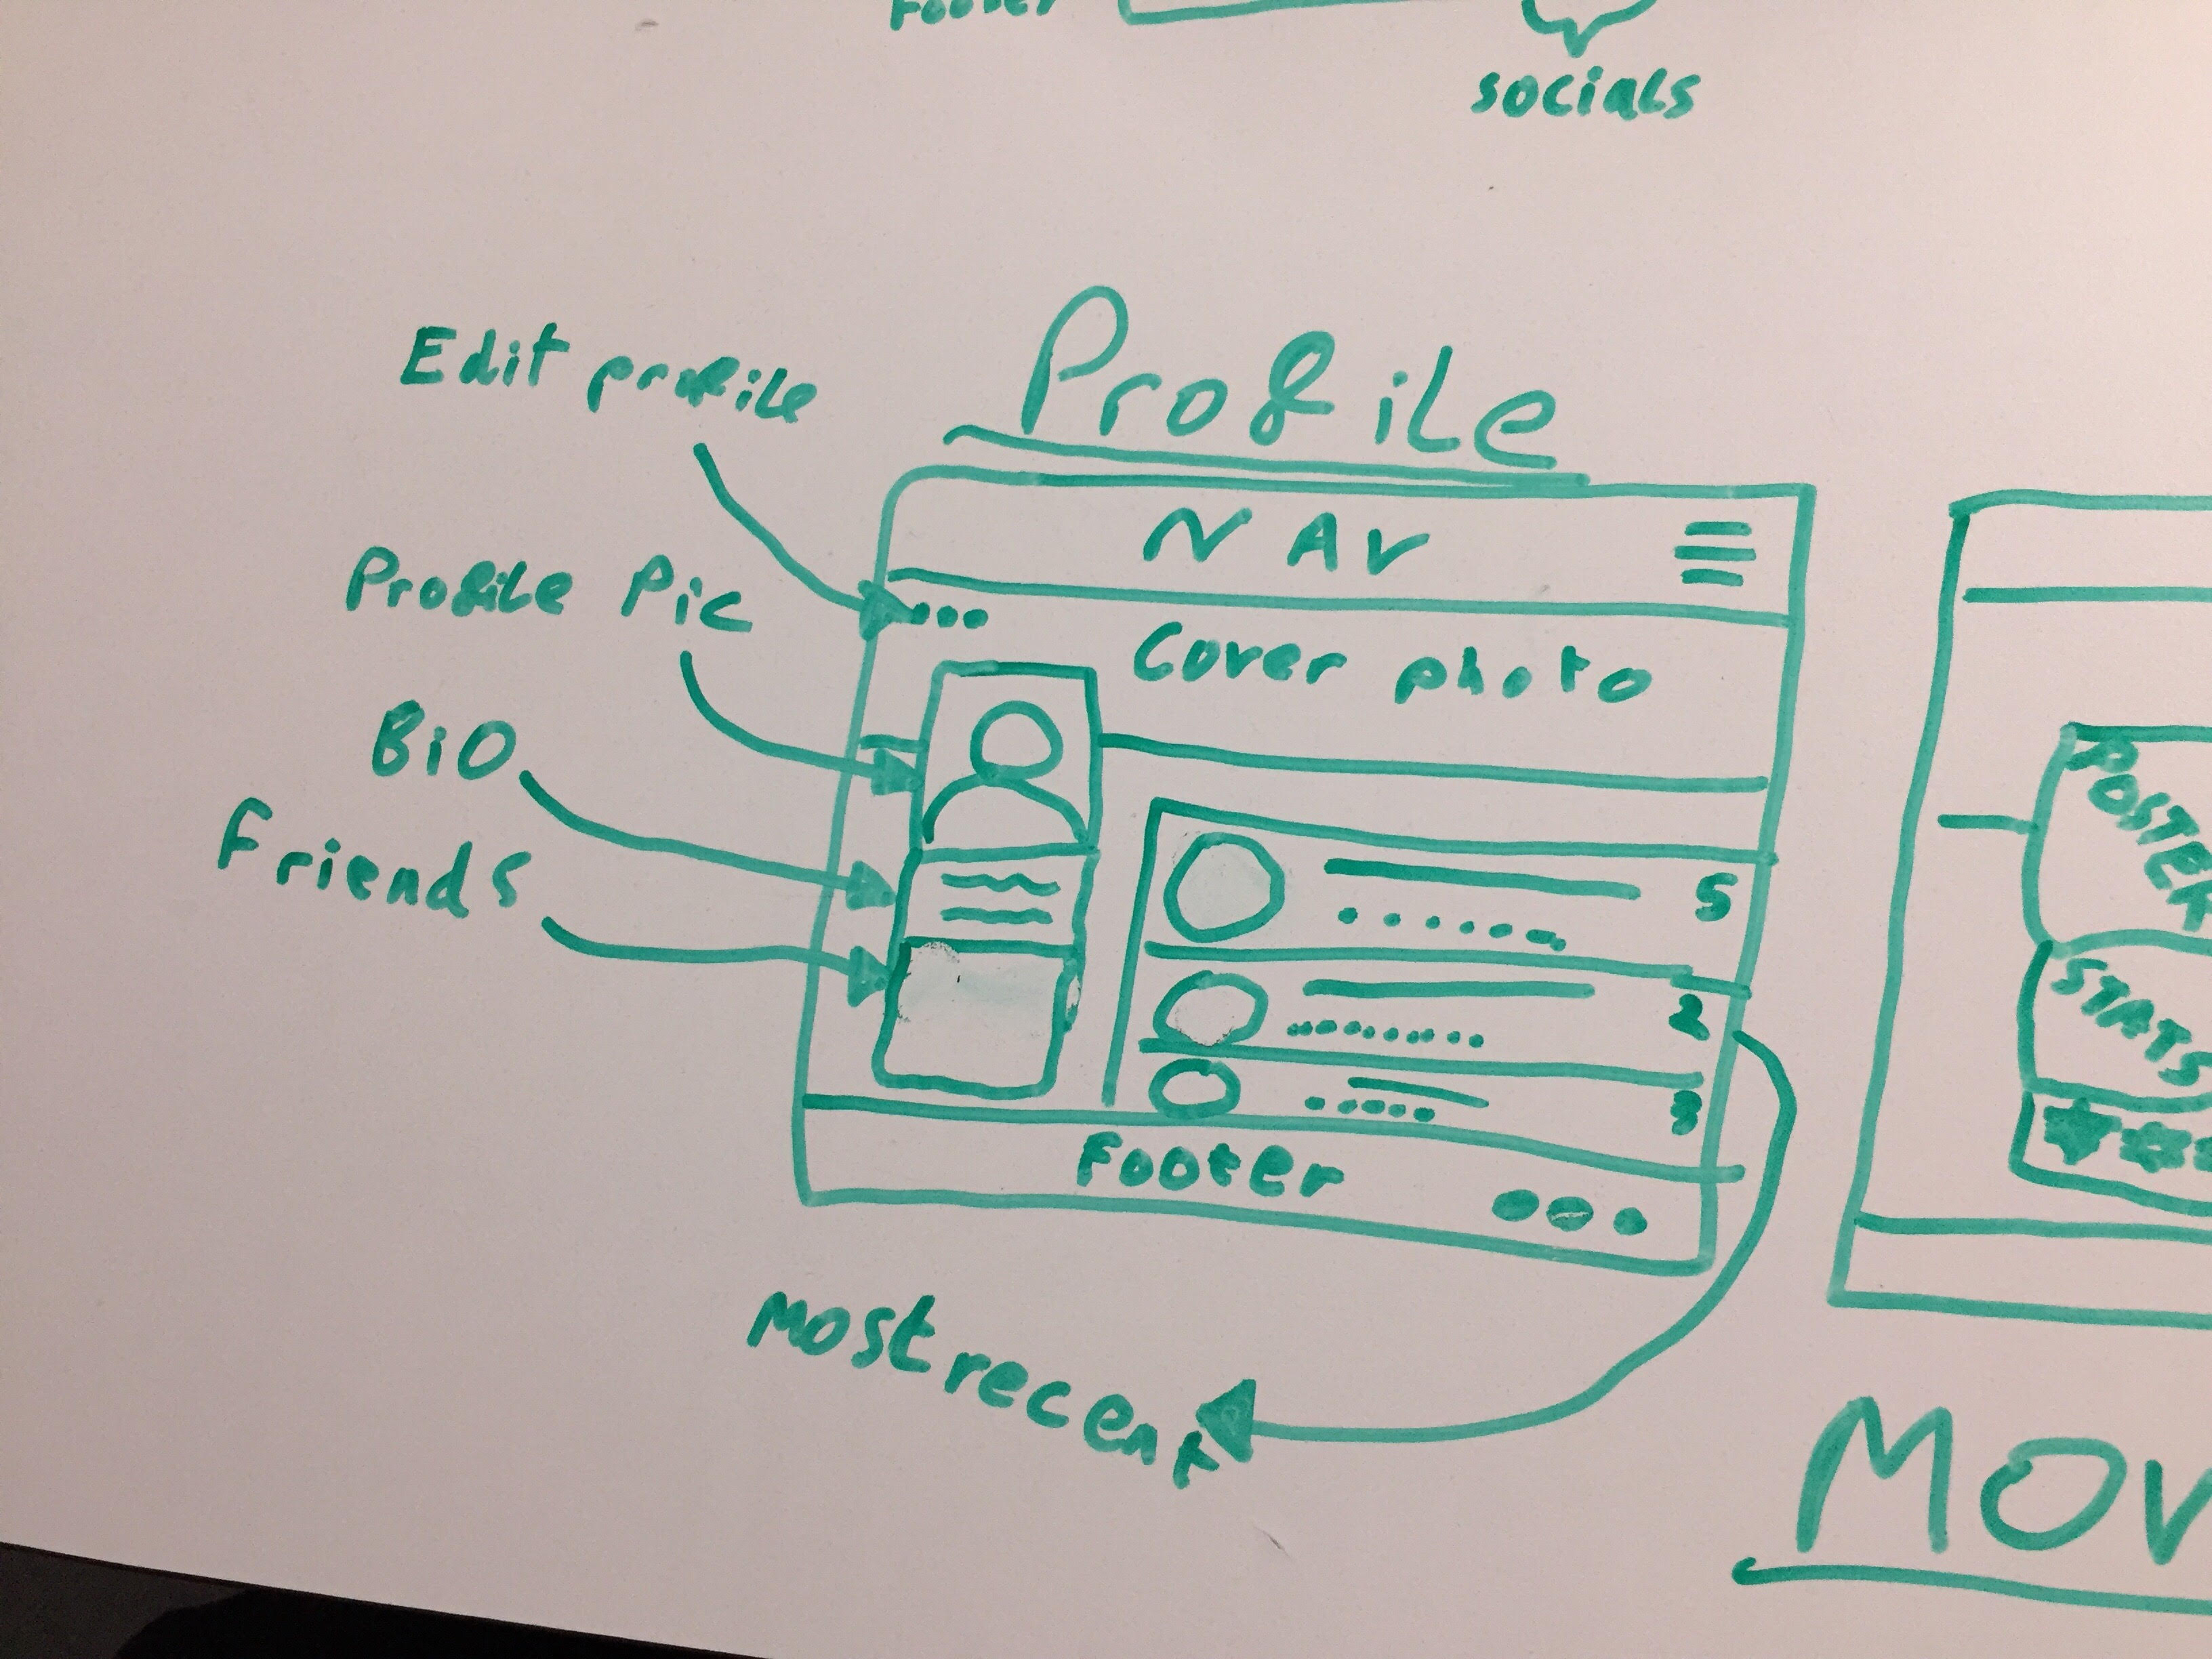 Footer
socials
Profile
Edit profile
NAV
Profile Pic
Cover photo
Bio
Friends
5
2
3
Footer
Most recent
POSTER
STATS
MOV